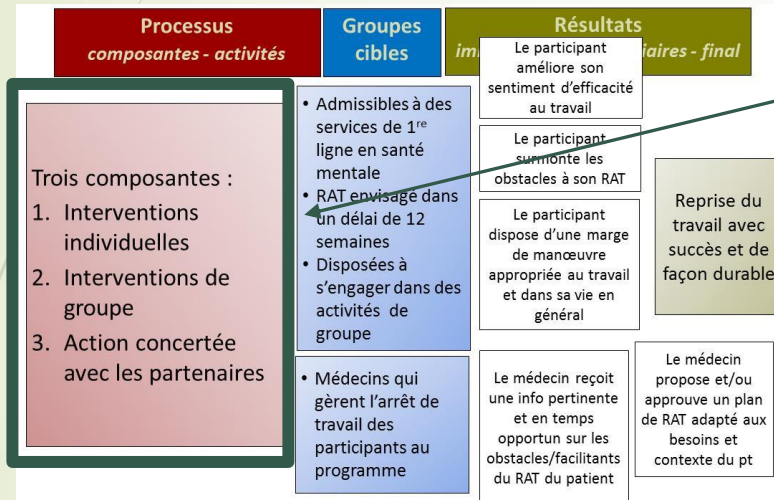 Processus
composantes - activités
Groupes
cibles
Résultats
aires - final
Trois composantes :
1. Interventions
individuelles
2. Interventions de
groupe
3. Action concertée
avec les partenaires
• Admissibles à des
services de 1re
ligne en santé
mentale
• RAT envisagé dans
un délai de 12
semaines
• Disposées à
s'engager dans des
activités de
groupe
• Médecins qui
gèrent l'arrêt de
travail des
participants au
programme
Le participant
améliore son
sentiment d'efficacité
au travail
Le participant
surmonte les
obstacles à son RAT
Le participant
dispose d'une marge
de manœuvre
appropriée au travail
et dans sa vie en
général
Le médecin reçoit
une info pertinente
et en temps
opportun sur les
obstacles/facilitants
du RAT du patient
Reprise du
travail avec
succès et de
façon durable
Le médecin
propose et/ou
approuve un plan
de RAT adapté aux
besoins et
contexte du pt